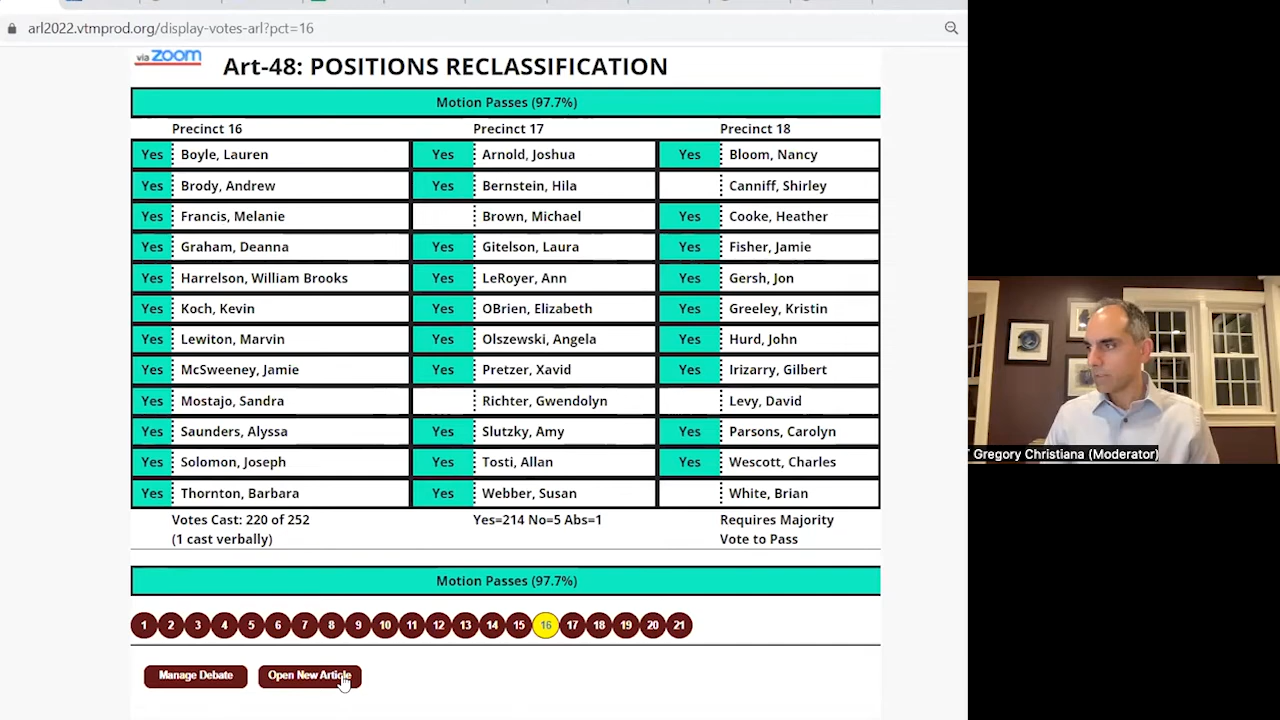 arl2022.vtmprod.org/display-votes-arl?pct=16
via zoom
Art-48: POSITIONS RECLASSIFICATION
Motion Passes (97.7%)
Precinct 16 Precinct 17 Precinct 18
Yes Boyle, Lauren Yes Arnold, Joshua Yes Bloom, Nancy
Yes Brody, Andrew Yes Bernstein, Hila Canniff, Shirley
Yes Francis, Melanie Brown, Michael Yes Cooke, Heather
Yes Graham, Deanna Yes Gitelson, Laura Yes Fisher, Jamie
Yes Harrelson, William Brooks Yes LeRoyer, Ann Yes Gersh, Jon
Yes Koch, Kevin Yes OBrien, Elizabeth Yes Greeley, Kristin
Yes Lewiton, Marvin Yes Olszewski, Angela Yes Hurd, John
Yes McSweeney, Jamie Yes Pretzer, Xavid Yes Irizarry, Gilbert
Yes Mostajo, Sandra Richter, Gwendolyn Levy, David
Yes Saunders, Alyssa Yes Slutzky, Amy Yes Parsons, Carolyn
Yes Solomon, Joseph Yes Tosti, Allan Yes Wescott, Charles
Yes Thornton, Barbara Yes Webber, Susan White, Brian
Votes Cast: 220 of 252 Yes=214 No=5 Abs=1 Requires Majority
(1 cast verbally) Vote to Pass
Motion Passes (97.7%)
1 2 3 4 5 6 7 8 9 10 11 12 13 14 15 16 17 18 19 20 21
Manage Debate Open New Article
Gregory Christiana (Moderator)